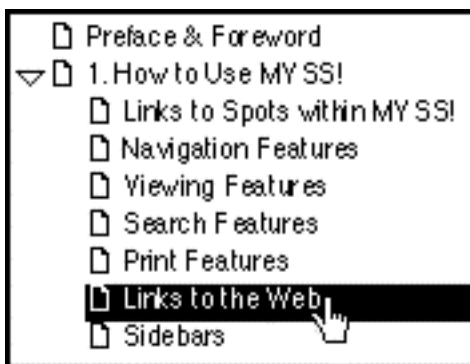 Preface & Foreword
1. How to Use MY SS!
Links to Spots within MY SS!
Navigation Features
Viewing Features
Search Features
Print Features
Links to the Web
Sidebars